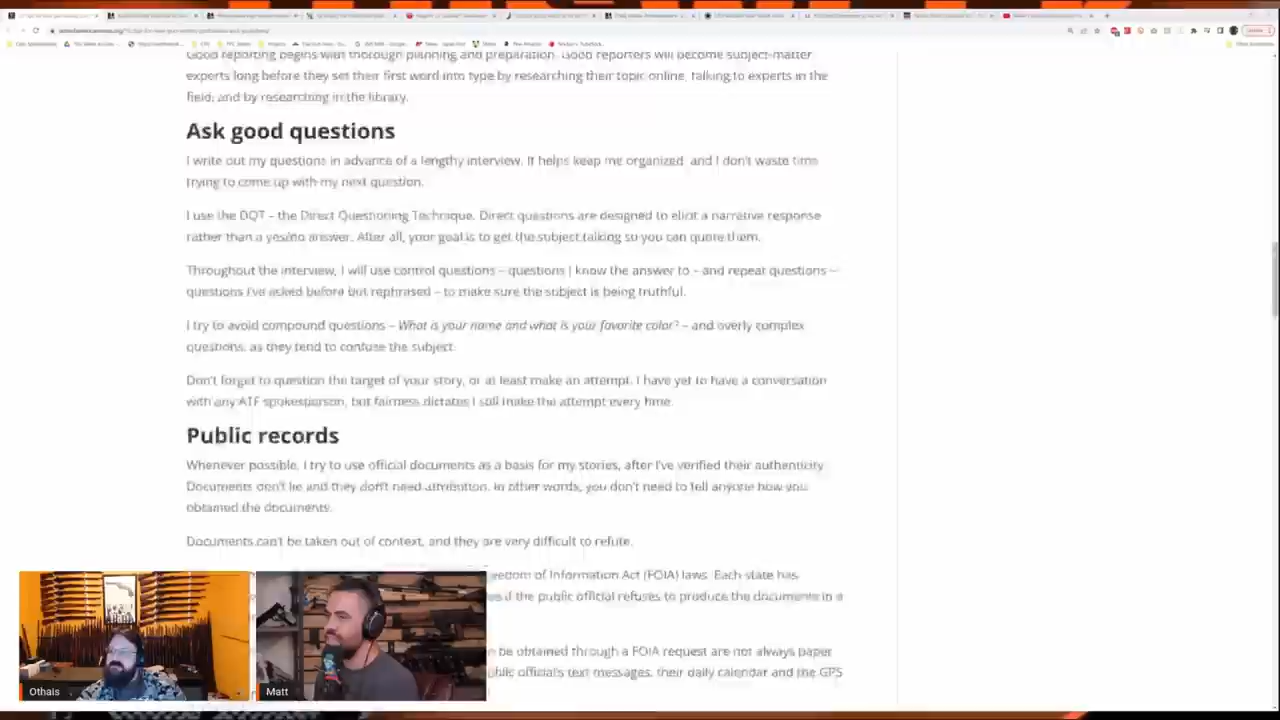 Good reporting begins with thorough planning and preparation. Good reporters will become subject-matter
experts long before they set their first word into type by researching their topic online, talking to experts in the
field, and by researching in the library.
Ask good questions
I write out my questions in advance of a lengthy interview. It helps keep me organized, and I don't waste time
trying to come up with my next question.
I use the DQT – the Direct Questioning Technique. Direct questions are designed to elicit a narrative response
rather than a yes/no answer. After all, your goal is to get the subject talking so you can quote them.
Throughout the interview, I will use control questions – questions I know the answer to – and repeat questions –
questions I've asked before but rephrased – to make sure the subject is being truthful.
I try to avoid compound questions – What is your name and what is your favorite color? – and overly complex
questions, as they tend to confuse the subject.
Don't forget to question the target of your story, or at least make an attempt. I have yet to have a conversation
with any ATF spokesperson, but fairness dictates I still make the attempt every time.
Public records
Whenever possible, I try to use official documents as a basis for my stories, after I've verified their authenticity.
Documents don't lie and they don't need attribution. In other words, you don't need to tell anyone how you
obtained the documents.
Documents can't be taken out of context, and they are very difficult to refute.
eedom of Information Act (FOIA) laws. Each state has
if the public official refuses to produce the documents in a
be obtained through a FOIA request are not always paper
blic official's text messages, their daily calendar and the GPS
Othais
Matt